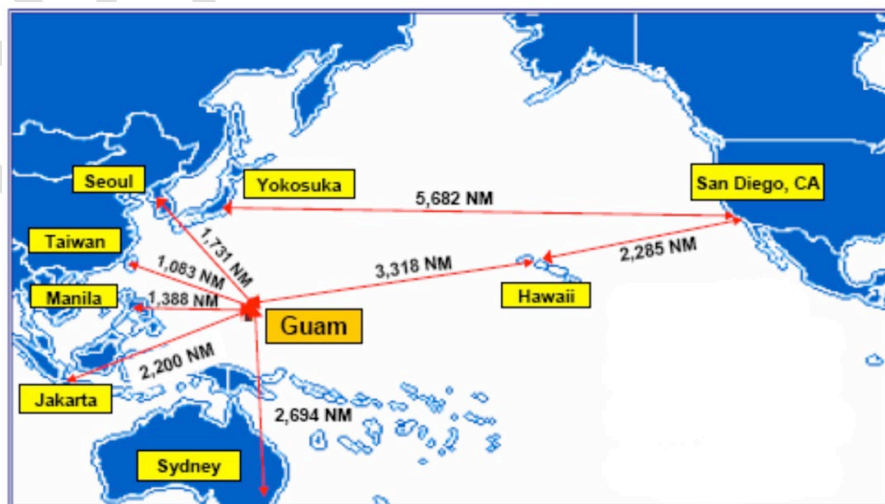 Seoul
Yokosuka
San Diego, CA
5,682 NM
Taiwan
1,731 NM
1,083 NM
3,318 NM
2,285 NM
Manila
1,388 NM
Hawaii
Guam
2,200 NM
Jakarta
2,694 NM
Sydney